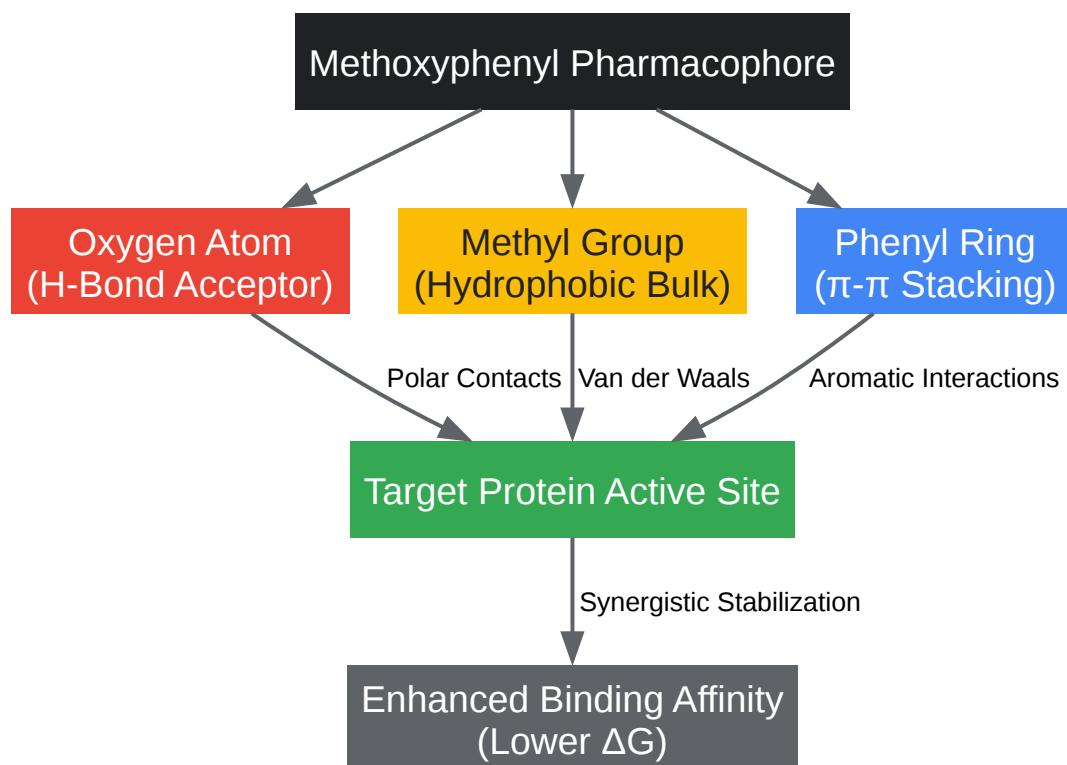 Methoxyphenyl Pharmacophore
Oxygen Atom
(H-Bond Acceptor)
Methyl Group
(Hydrophobic Bulk)
Phenyl Ring
(π-π Stacking)
Polar Contacts
Van der Waals
Aromatic Interactions
Target Protein Active Site
Synergistic Stabilization
Enhanced Binding Affinity
(Lower ΔG)